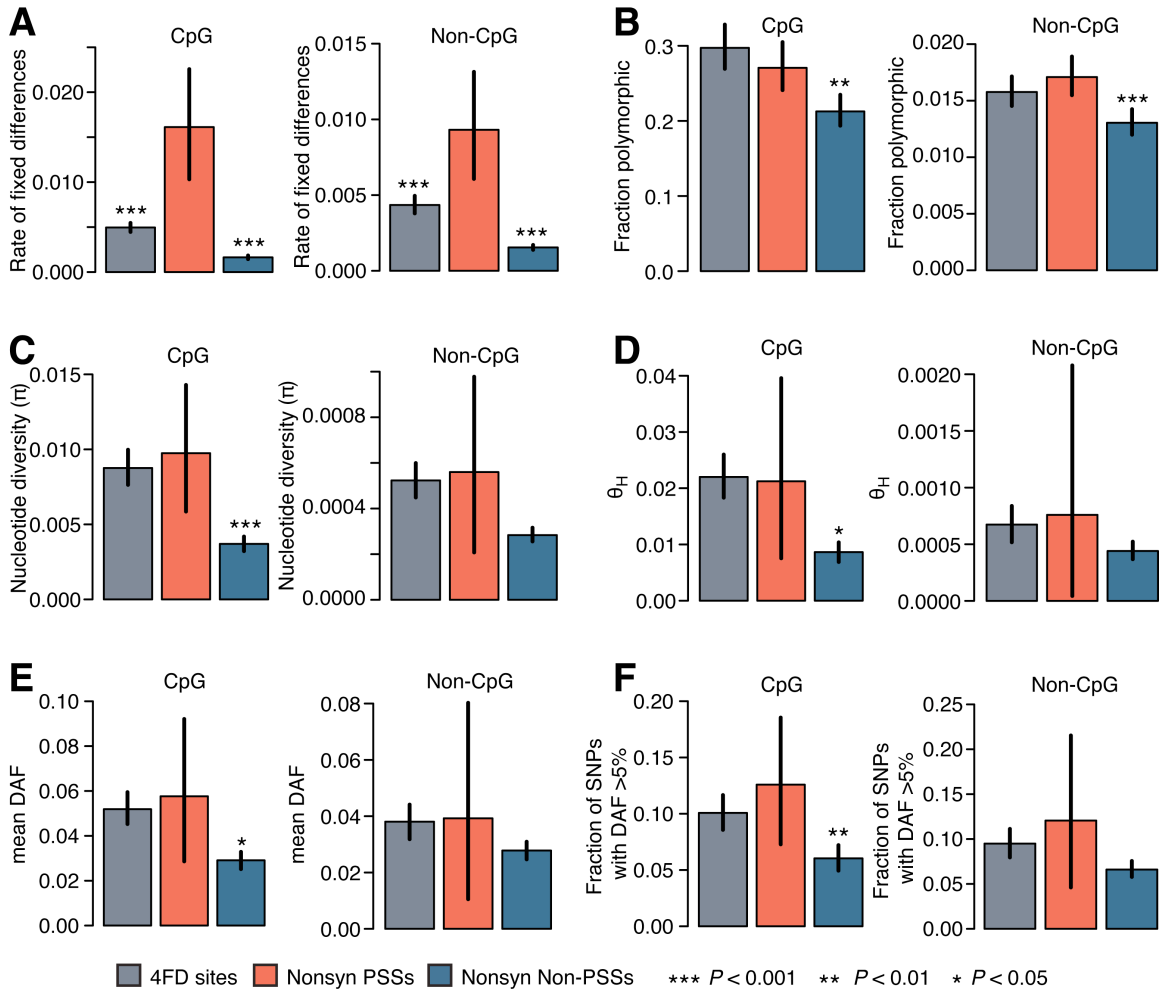 A
CpG
Rate of fixed differences
0.020
0.010
0.000
***
***
Non-CpG
Rate of fixed differences
0.015
0.010
0.005
0.000
***
***
B
CpG
Fraction polymorphic
0.3
0.2
0.1
0.0
**
Non-CpG
Fraction polymorphic
0.020
0.015
0.010
0.005
0.000
***
C
CpG
Nucleotide diversity (π)
0.015
0.010
0.005
0.000
***
Non-CpG
Nucleotide diversity (π)
0.0008
0.0004
0.0000
D
CpG
θH
0.04
0.03
0.02
0.01
0.00
*
Non-CpG
θH
0.0020
0.0015
0.0010
0.0005
0.0000
E
CpG
mean DAF
0.10
0.08
0.06
0.04
0.02
0.00
*
Non-CpG
mean DAF
0.08
0.06
0.04
0.02
0.00
F
CpG
Fraction of SNPs
with DAF >5%
0.20
0.15
0.10
0.05
0.00
**
Non-CpG
Fraction of SNPs
with DAF >5%
0.25
0.20
0.15
0.10
0.05
0.00
4FD sites Nonsyn PSSs Nonsyn Non-PSSs *** P < 0.001 ** P < 0.01 * P < 0.05